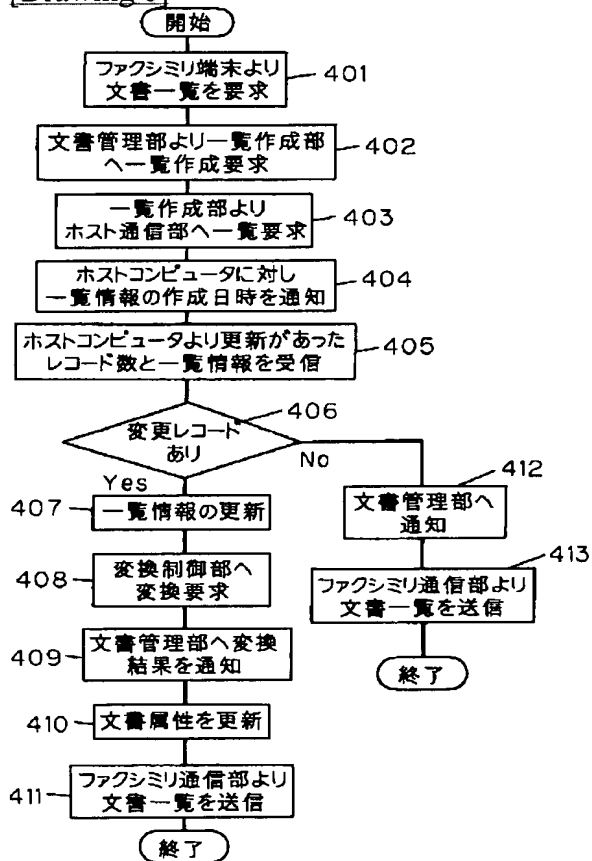 [Drawing 6]
開始
ファクシミリ端末より
文書一覧を要求
401
文書管理部より一覧作成部
へ一覧作成要求
402
一覧作成部より
ホスト通信部へ一覧要求
403
ホストコンピュータに対し
一覧情報の作成日時を通知
404
ホストコンピュータより更新があった
レコード数と一覧情報を受信
405
406
変更レコード
あり
No
Yes
407
一覧情報の更新
408
変換制御部へ
変換要求
409
文書管理部へ変換
結果を通知
410
文書属性を更新
411
ファクシミリ通信部より
文書一覧を送信
終了
412
文書管理部へ
通知
413
ファクシミリ通信部より
文書一覧を送信
終了